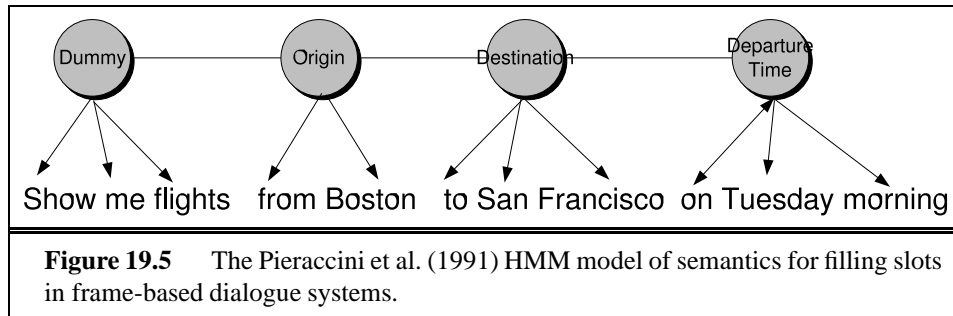 Dummy Origin Destination Departure Time
Show me flights from Boston to San Francisco on Tuesday morning
Figure 19.5 The Pieraccini et al. (1991) HMM model of semantics for filling slots
in frame-based dialogue systems.